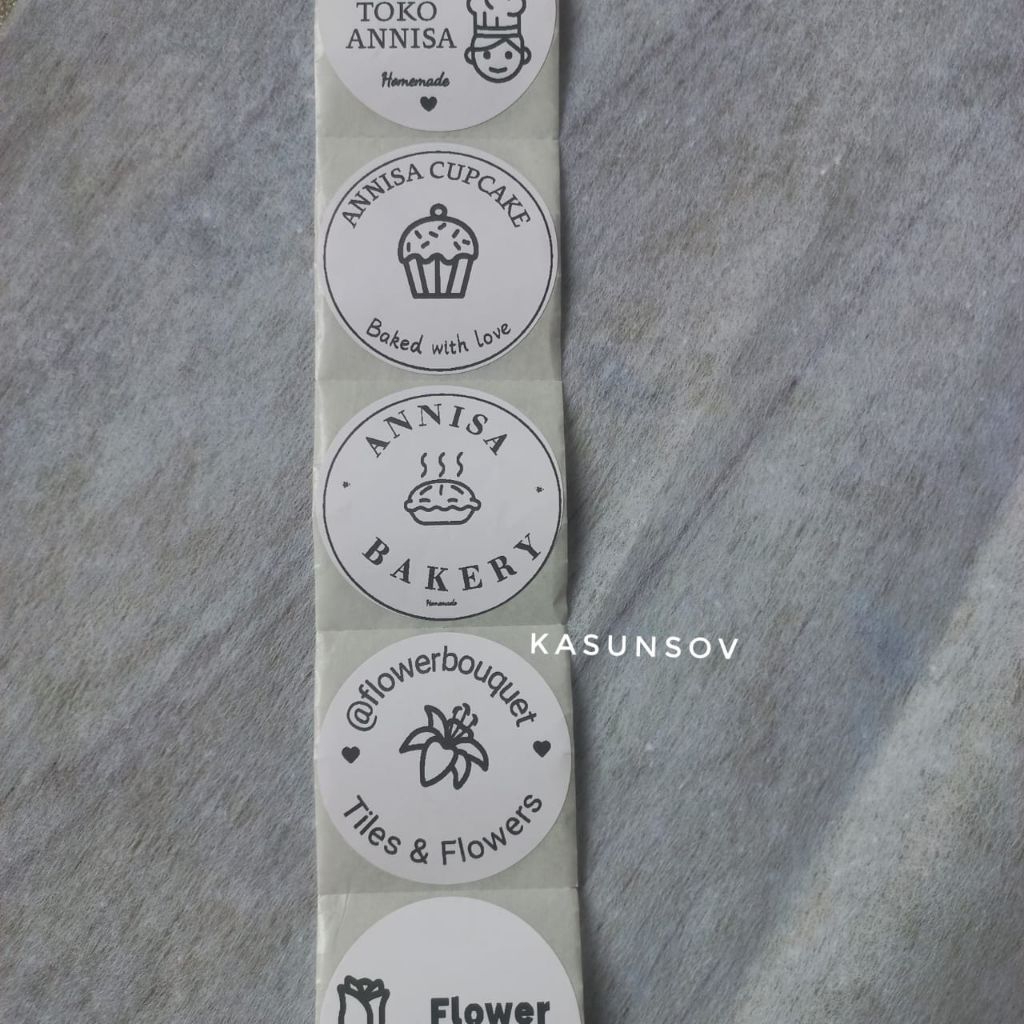 TOKO
ANNISA
Homemade
ANNISA CUPCAKE
Baked with love
ANNISA
BAKERY
Homemade
KASUNSOV
@flowerbouquet
Tiles & Flowers
Flower